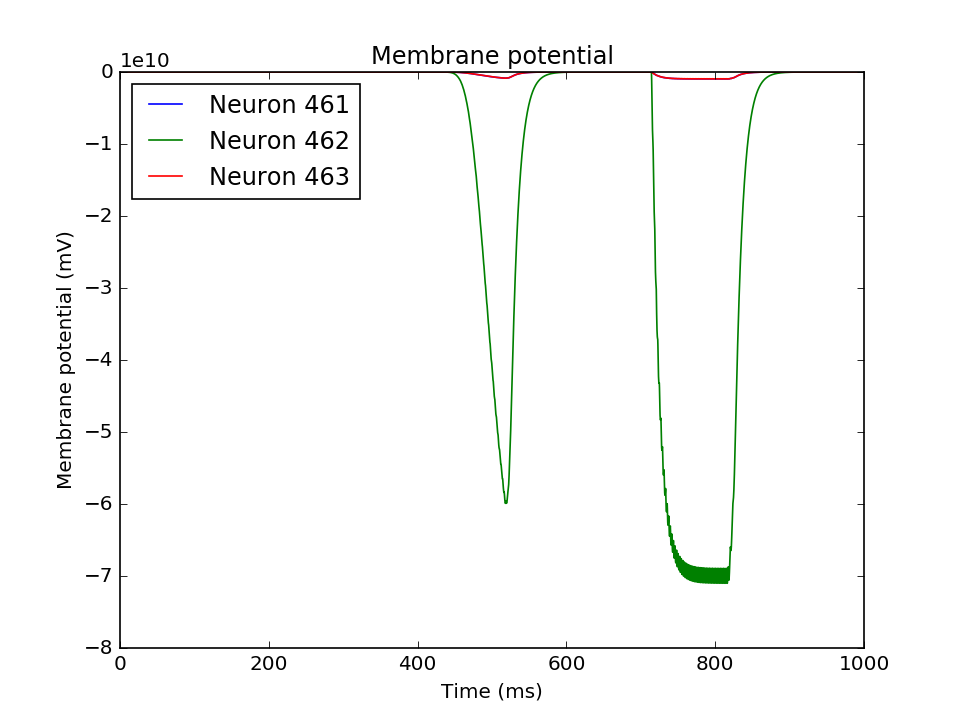 Membrane potential
1e10
0
−1
−2
−3
−4
−5
−6
−7
−8
Membrane potential (mV)
Neuron 461
Neuron 462
Neuron 463
0 200 400 600 800 1000
Time (ms)